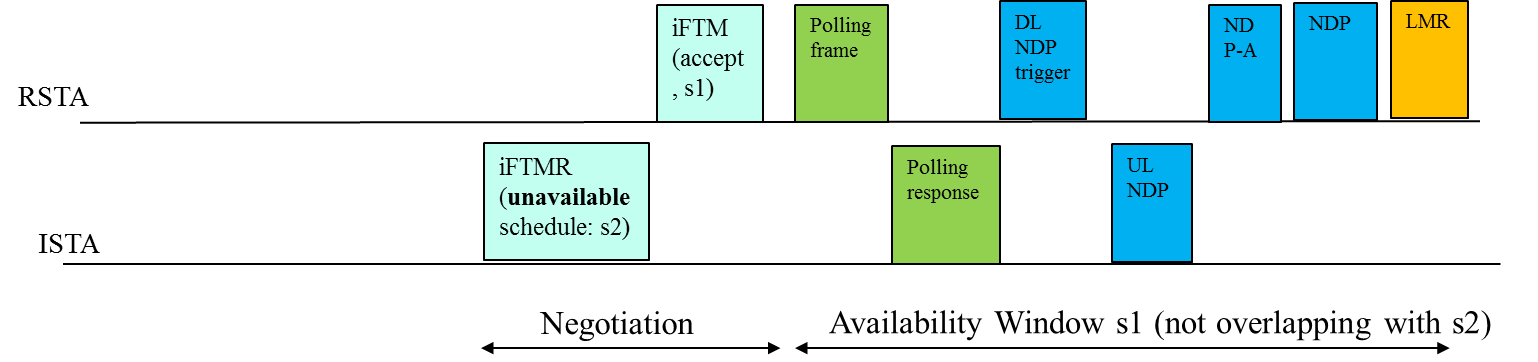 RSTA
iFTM
(accept
, s1)
Polling
frame
DL
NDP
trigger
ND
P-A
NDP
LMR
ISTA
iFTMR
(unavailable
schedule: s2)
Polling
response
UL
NDP
Negotiation
Availability Window s1 (not overlapping with s2)